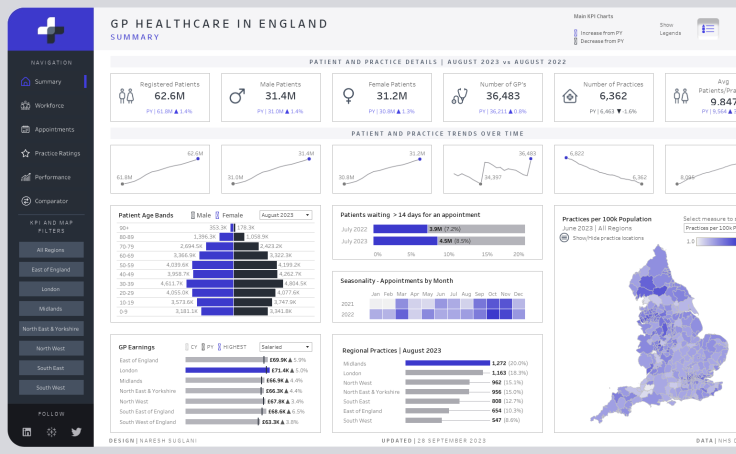 GP HEALTHCARE IN ENGLAND
SUMMARY
Main KPI Charts
Increase from PY
Decrease from PY
Show
Legends
NAVIGATION
Summary
Workforce
Appointments
Practice Ratings
Performance
Comparator
KPI AND MAP
FILTERS
All Regions
East of England
London
Midlands
North East & Yorkshire
North West
South East
South West
FOLLOW
PATIENT AND PRACTICE DETAILS | AUGUST 2023 vs AUGUST 2022
Registered Patients
62.6M
PY | 61.8M ▲ 1.4%
Male Patients
31.4M
PY | 31.0M ▲ 1.4%
Female Patients
31.2M
PY | 30.8M ▲ 1.3%
Number of GP's
36,483
PY | 36,211 ▲ 0.8%
Number of Practices
6,362
PY | 6,463 ▼ -1.6%
Avg
Patients/Pra
9,847
PY | 9,564 ▲ 3
PATIENT AND PRACTICE TRENDS OVER TIME
61.8M
62.6M
31.0M
31.4M
30.8M
31.2M
34,397
36,483
6,822
6,362
8,095
Patient Age Bands
Male
Female
August 2023
90+ 353.3K 178.3K
80-89 1,396.3K 1,058.9K
70-79 2,694.5K 2,423.2K
60-69 3,366.9K 3,322.3K
50-59 4,039.6K 4,199.2K
40-49 3,958.7K 4,262.7K
30-39 4,611.7K 4,804.5K
20-29 4,055.0K 4,077.6K
10-19 3,573.6K 3,747.9K
0-9 3,181.1K 3,341.8K
Patients waiting >14 days for an appointment
July 2022 3.9M (7.2%)
July 2023 4.5M (8.5%)
0% 5% 10% 15% 20%
Seasonality - Appointments by Month
Jan Feb Mar Apr May Jun Jul Aug Sep Oct Nov Dec
2021
2022
Practices per 100k Population
June 2023 | All Regions
Show/Hide practice locations
Select measure to
Practices per 100k P
1.0
GP Earnings
CY
PY
HIGHEST
Salaried
East of England £69.9K ▲ 5.9%
London £71.4K ▲ 5.0%
Midlands £66.9K ▲ 4.4%
North East & Yorkshire £66.3K ▲ 4.4%
North West £67.8K ▲ 3.4%
South East of England £68.6K ▲ 6.5%
South West of England £63.3K ▲ 3.8%
Regional Practices | August 2023
Midlands 1,272 (20.0%)
London 1,163 (18.3%)
North West 962 (15.1%)
North East & Yorkshire 956 (15.0%)
South East 808 (12.7%)
East of England 654 (10.3%)
South West 547 (8.6%)
DESIGN | NARESH SUGLANI
UPDATED | 28 SEPTEMBER 2023
DATA | NHS D